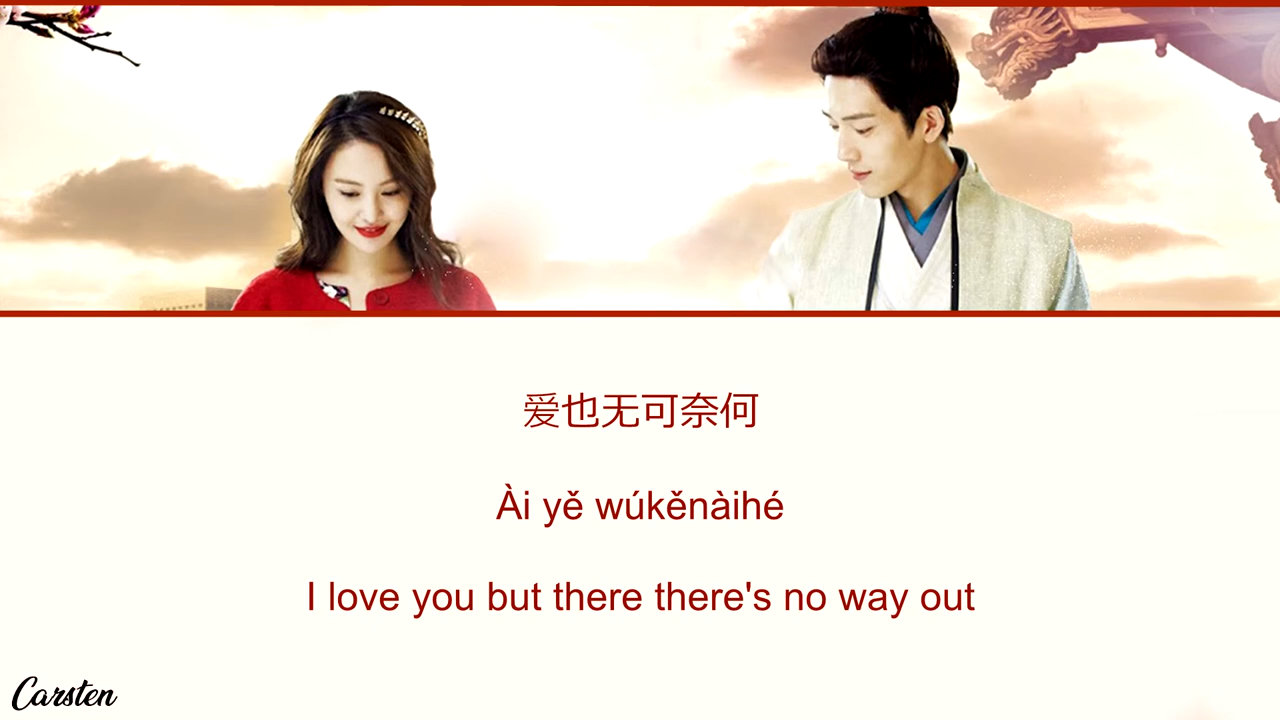 爱也无可奈何
Ài yě wúkěnàihé
I love you but there there's no way out
Carsten